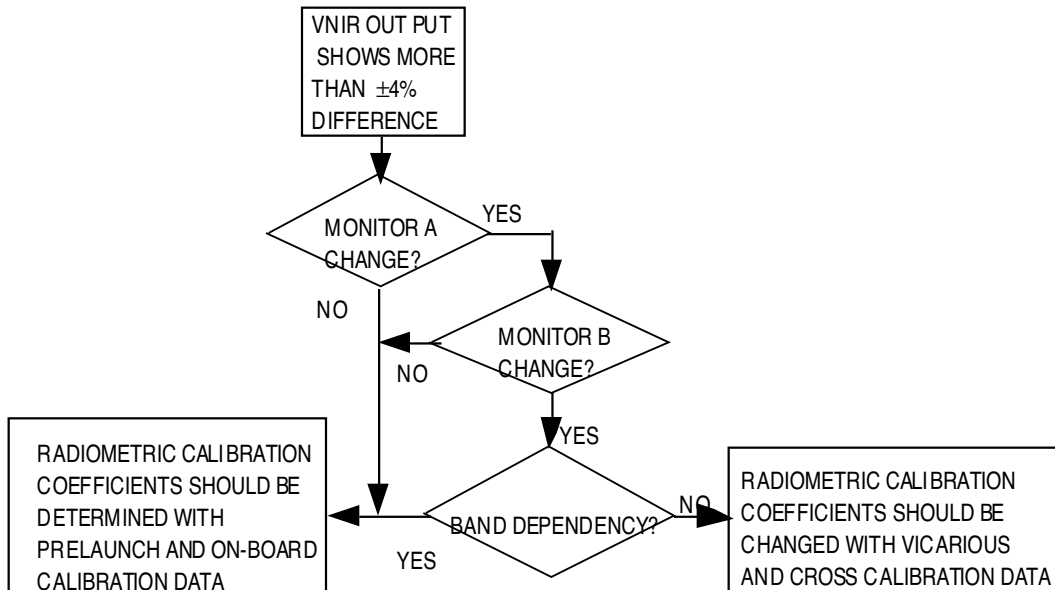 VNIR OUT PUT
SHOWS MORE
THAN ±4%
DIFFERENCE
MONITOR A
CHANGE?
YES
NO
MONITOR B
CHANGE?
NO
YES
RADIOMETRIC CALIBRATION
COEFFICIENTS SHOULD BE
DETERMINED WITH
PRELAUNCH AND ON-BOARD
CALIBRATION DATA
BAND DEPENDENCY?
YES
NO
RADIOMETRIC CALIBRATION
COEFFICIENTS SHOULD BE
CHANGED WITH VICARIOUS
AND CROSS CALIBRATION DATA